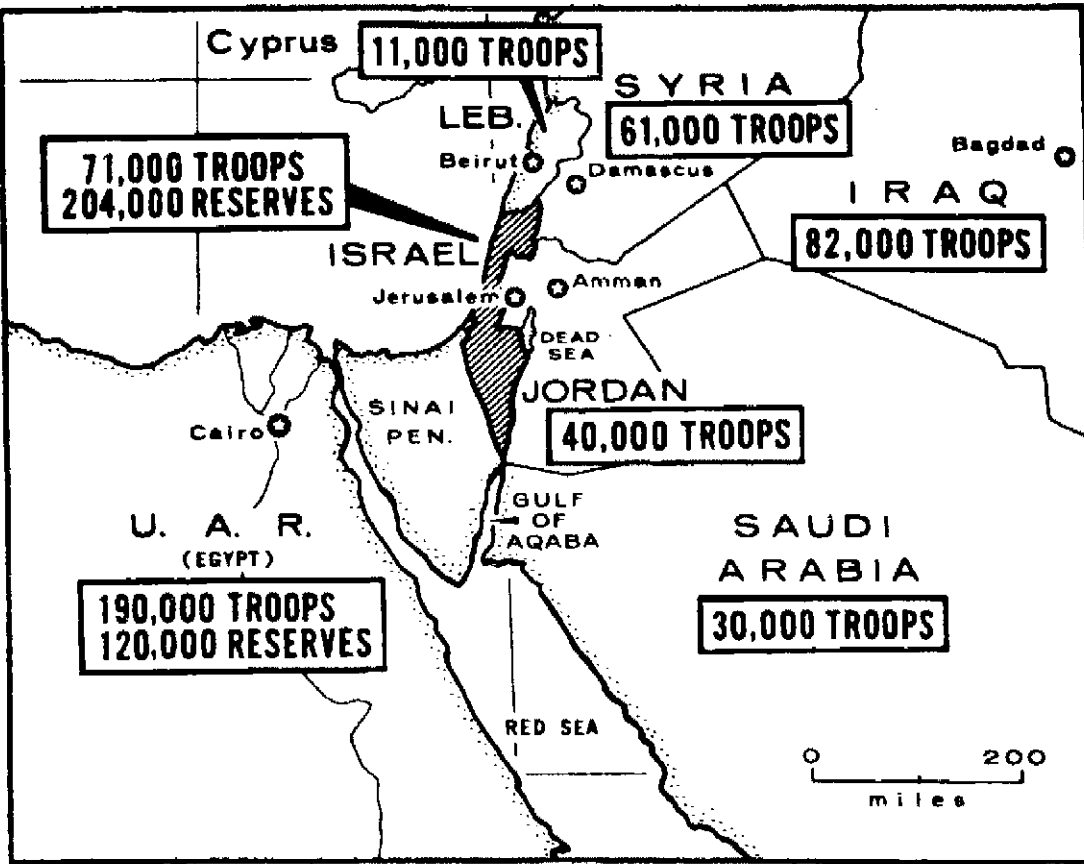 Cyprus
11,000 TROOPS
SYRIA
61,000 TROOPS
LEB.
Beirut
Damascus
Bagdad
IRAQ
82,000 TROOPS
71,000 TROOPS
204,000 RESERVES
ISRAEL
Jerusalem
Amman
DEAD
SEA
JORDAN
40,000 TROOPS
SINAI
PEN.
Cairo
GULF
OF
AQABA
U. A. R.
(EGYPT)
190,000 TROOPS
120,000 RESERVES
SAUDI
ARABIA
30,000 TROOPS
RED SEA
0 200
miles